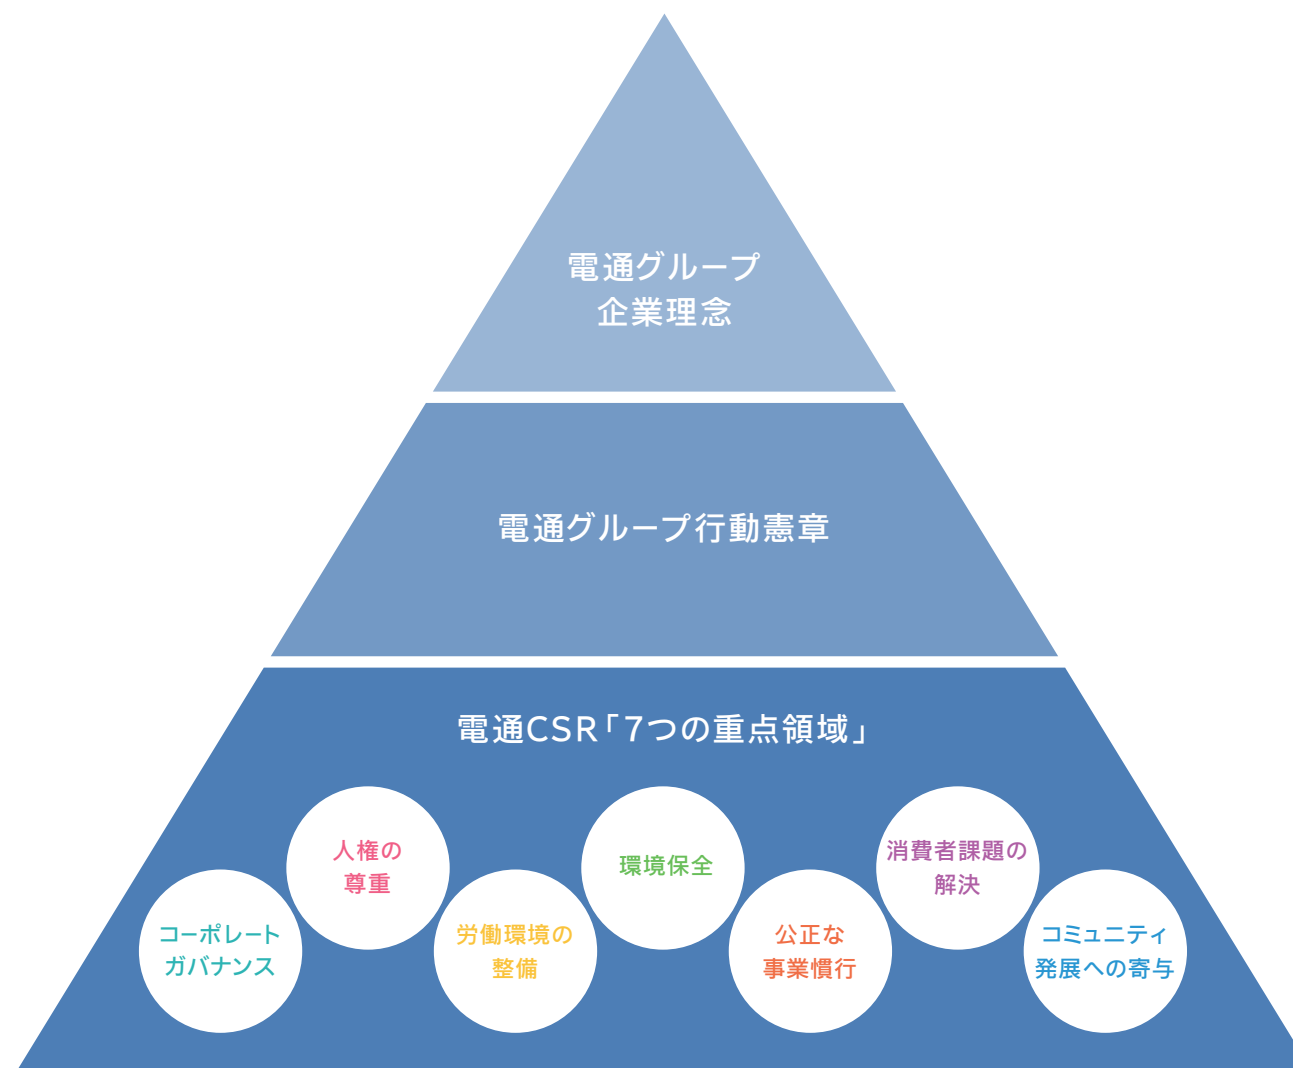 電通グループ
企業理念
電通グループ行動憲章
電通CSR「7つの重点領域」
コーポレート
ガバナンス
人権の
尊重
労働環境の
整備
環境保全
公正な
事業慣行
消費者課題の
解決
コミュニティ
発展への寄与